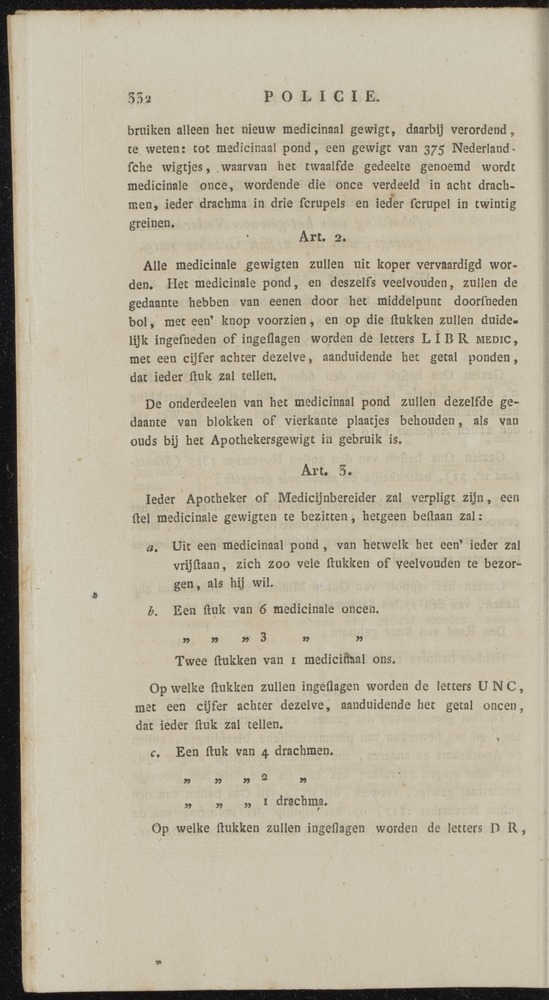 332 POLICIE.
bruiken alleen het nieuw medicinaal gewigt, daarbij verordend,
te weten: tot medicinaal pond, een gewigt van 375 Nederland-
ſche wigtjes, waarvan het twaalfde gedeelte genoemd wordt
medicinale once, wordende die once verdeeld in acht drach-
men, ieder drachma in drie ſcrupels en ieder ſcrupel in twintig
greinen.
Art. 2.
Alle medicinale gewigten zullen uit koper vervaardigd wor-
den. Het medicinale pond, en deszelfs veelvouden, zullen de
gedaante hebben van eenen door het middelpunt doorſneden
bol, met een' knop voorzien, en op die ſtukken zullen duide-
lijk ingeſneden of ingeſlagen worden de letters LIBR MEDIC,
met een cijfer achter dezelve, aanduidende het getal ponden,
dat ieder ſtuk zal tellen.
De onderdeelen van het medicinaal pond zullen dezelfde ge-
daante van blokken of vierkante plaatjes behouden, als van
ouds bij het Apothekersgewigt in gebruik is.
Art. 3.
Ieder Apotheker of Medicijnbereider zal verpligt zijn, een
ſtel medicinale gewigten te bezitten, hetgeen beſtaan zal:
a. Uit een medicinaal pond, van hetwelk het een' ieder zal
vrijſtaan, zich zoo vele ſtukken of veelvouden te bezor-
gen, als hij wil.
b. Een ſtuk van 6 medicinale oncen.
„ „ „ 3 „ „
Twee ſtukken van 1 medicinaal ons.
Op welke ſtukken zullen ingeſlagen worden de letters UNC,
met een cijfer achter dezelve, aanduidende het getal oncen,
dat ieder ſtuk zal tellen.
c. Een ſtuk van 4 drachmen.
„ „ „ 2 „
„ „ „ 1 drachma.
Op welke ſtukken zullen ingeſlagen worden de letters D R,